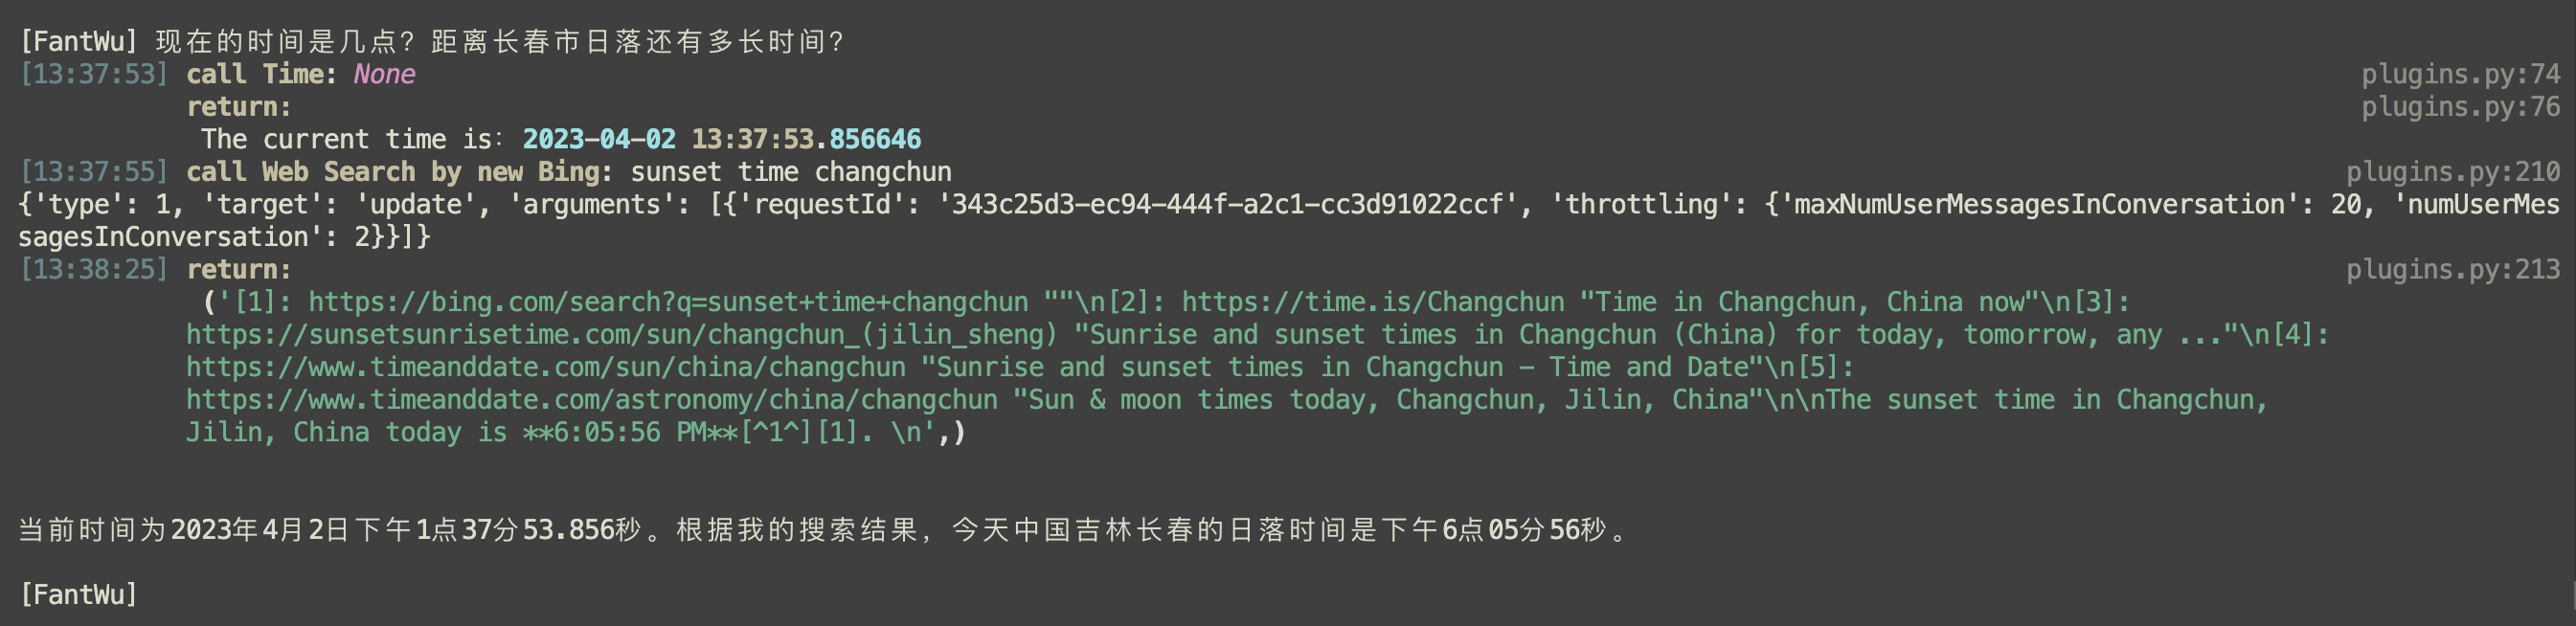 [FantWu] 现在的时间是几点？距离长春市日落还有多长时间？
[13:37:53] call Time: None plugins.py:74
return: plugins.py:76
The current time is: 2023-04-02 13:37:53.856646
[13:37:55] call Web Search by new Bing: sunset time changchun plugins.py:210
{'type': 1, 'target': 'update', 'arguments': [{'requestId': '343c25d3-ec94-444f-a2c1-cc3d91022ccf', 'throttling': {'maxNumUserMessagesInConversation': 20, 'numUserMes
sagesInConversation': 2}}]}
[13:38:25] return: plugins.py:213
('[1]: https://bing.com/search?q=sunset+time+changchun ""\n[2]: https://time.is/Changchun "Time in Changchun, China now"\n[3]:
https://sunsetsunrisetime.com/sun/changchun_(jilin_sheng) "Sunrise and sunset times in Changchun (China) for today, tomorrow, any ..."\n[4]:
https://www.timeanddate.com/sun/china/changchun "Sunrise and sunset times in Changchun – Time and Date"\n[5]:
https://www.timeanddate.com/astronomy/china/changchun "Sun & moon times today, Changchun, Jilin, China"\n\nThe sunset time in Changchun,
Jilin, China today is **6:05:56 PM**[^1^][1]. \n',)
当前时间为2023年4月2日下午1点37分53.856秒。根据我的搜索结果，今天中国吉林长春的日落时间是下午6点05分56秒。
[FantWu]